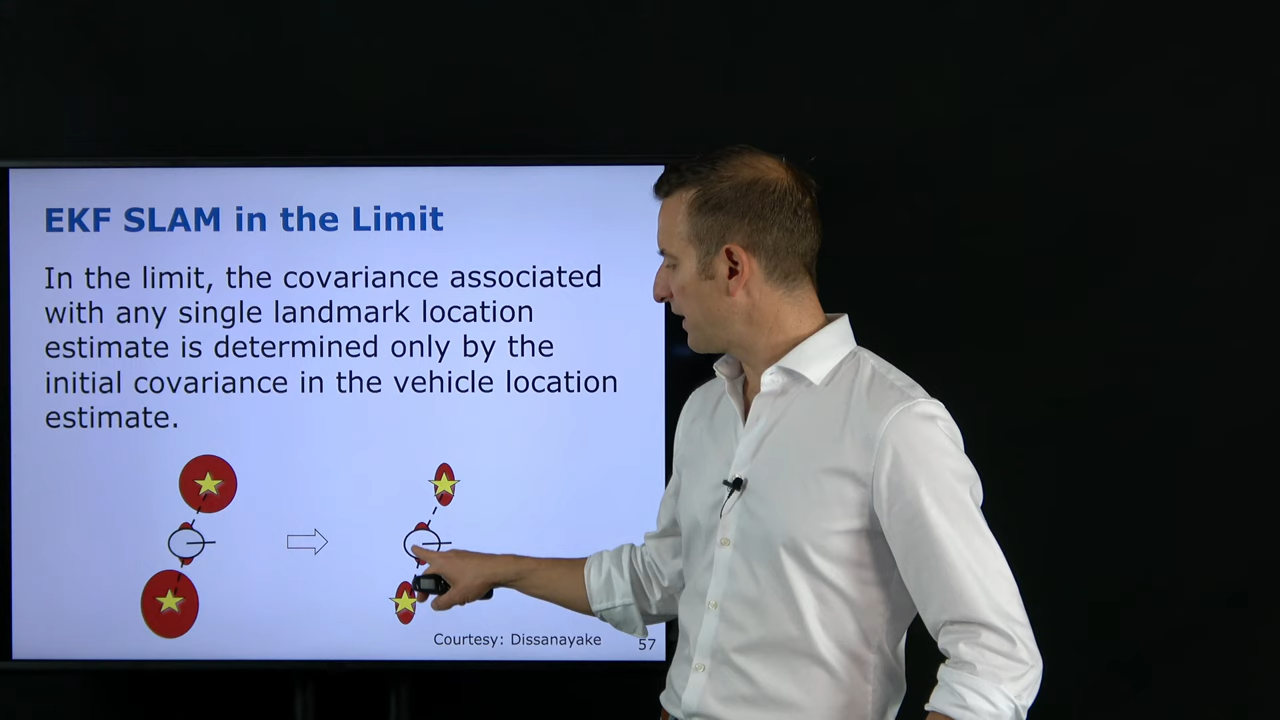 EKF SLAM in the Limit
In the limit, the covariance associated
with any single landmark location
estimate is determined only by the
initial covariance in the vehicle location
estimate.
Courtesy: Dissanayake
57